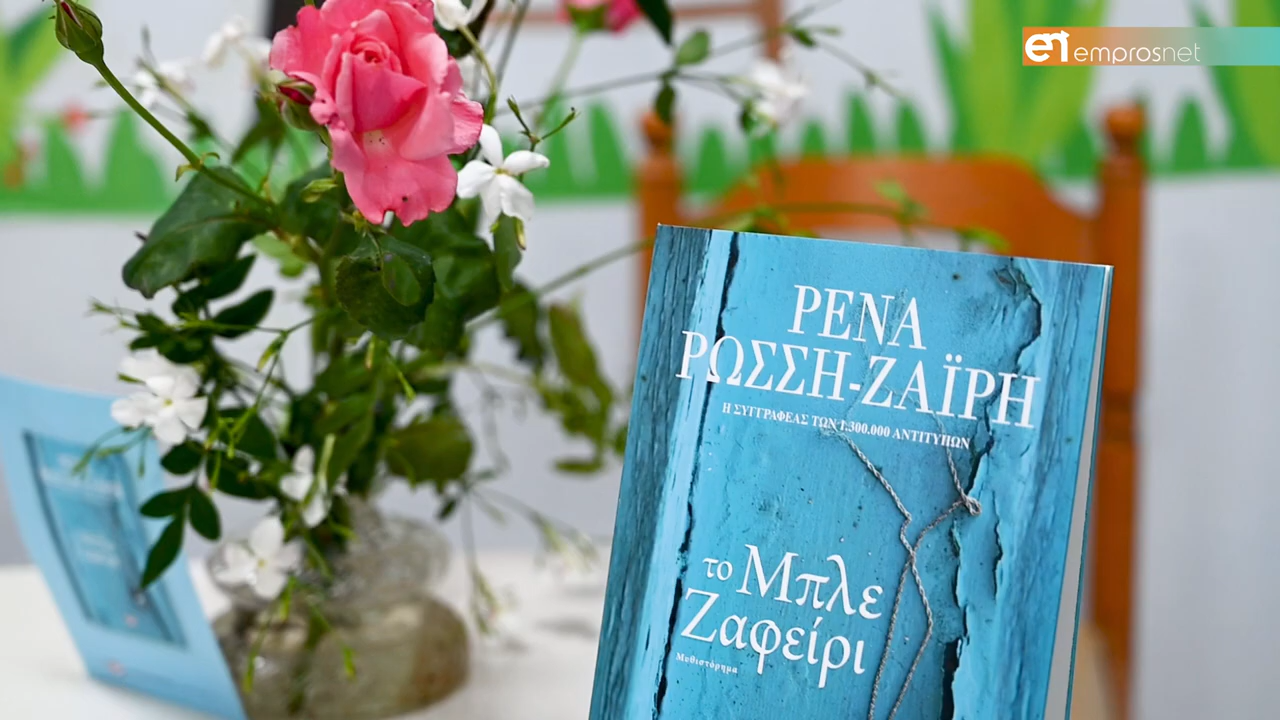 emprosnet
ΡΕΝΑ
ΡΩΣΣΗ-ΖΑΪΡΗ
Η ΣΥΓΓΡΑΦΕΑΣ ΤΩΝ 1.300.000 ΑΝΤΙΤΥΠΩΝ
το Μπλε
Ζαφείρι
Μυθιστόρημα